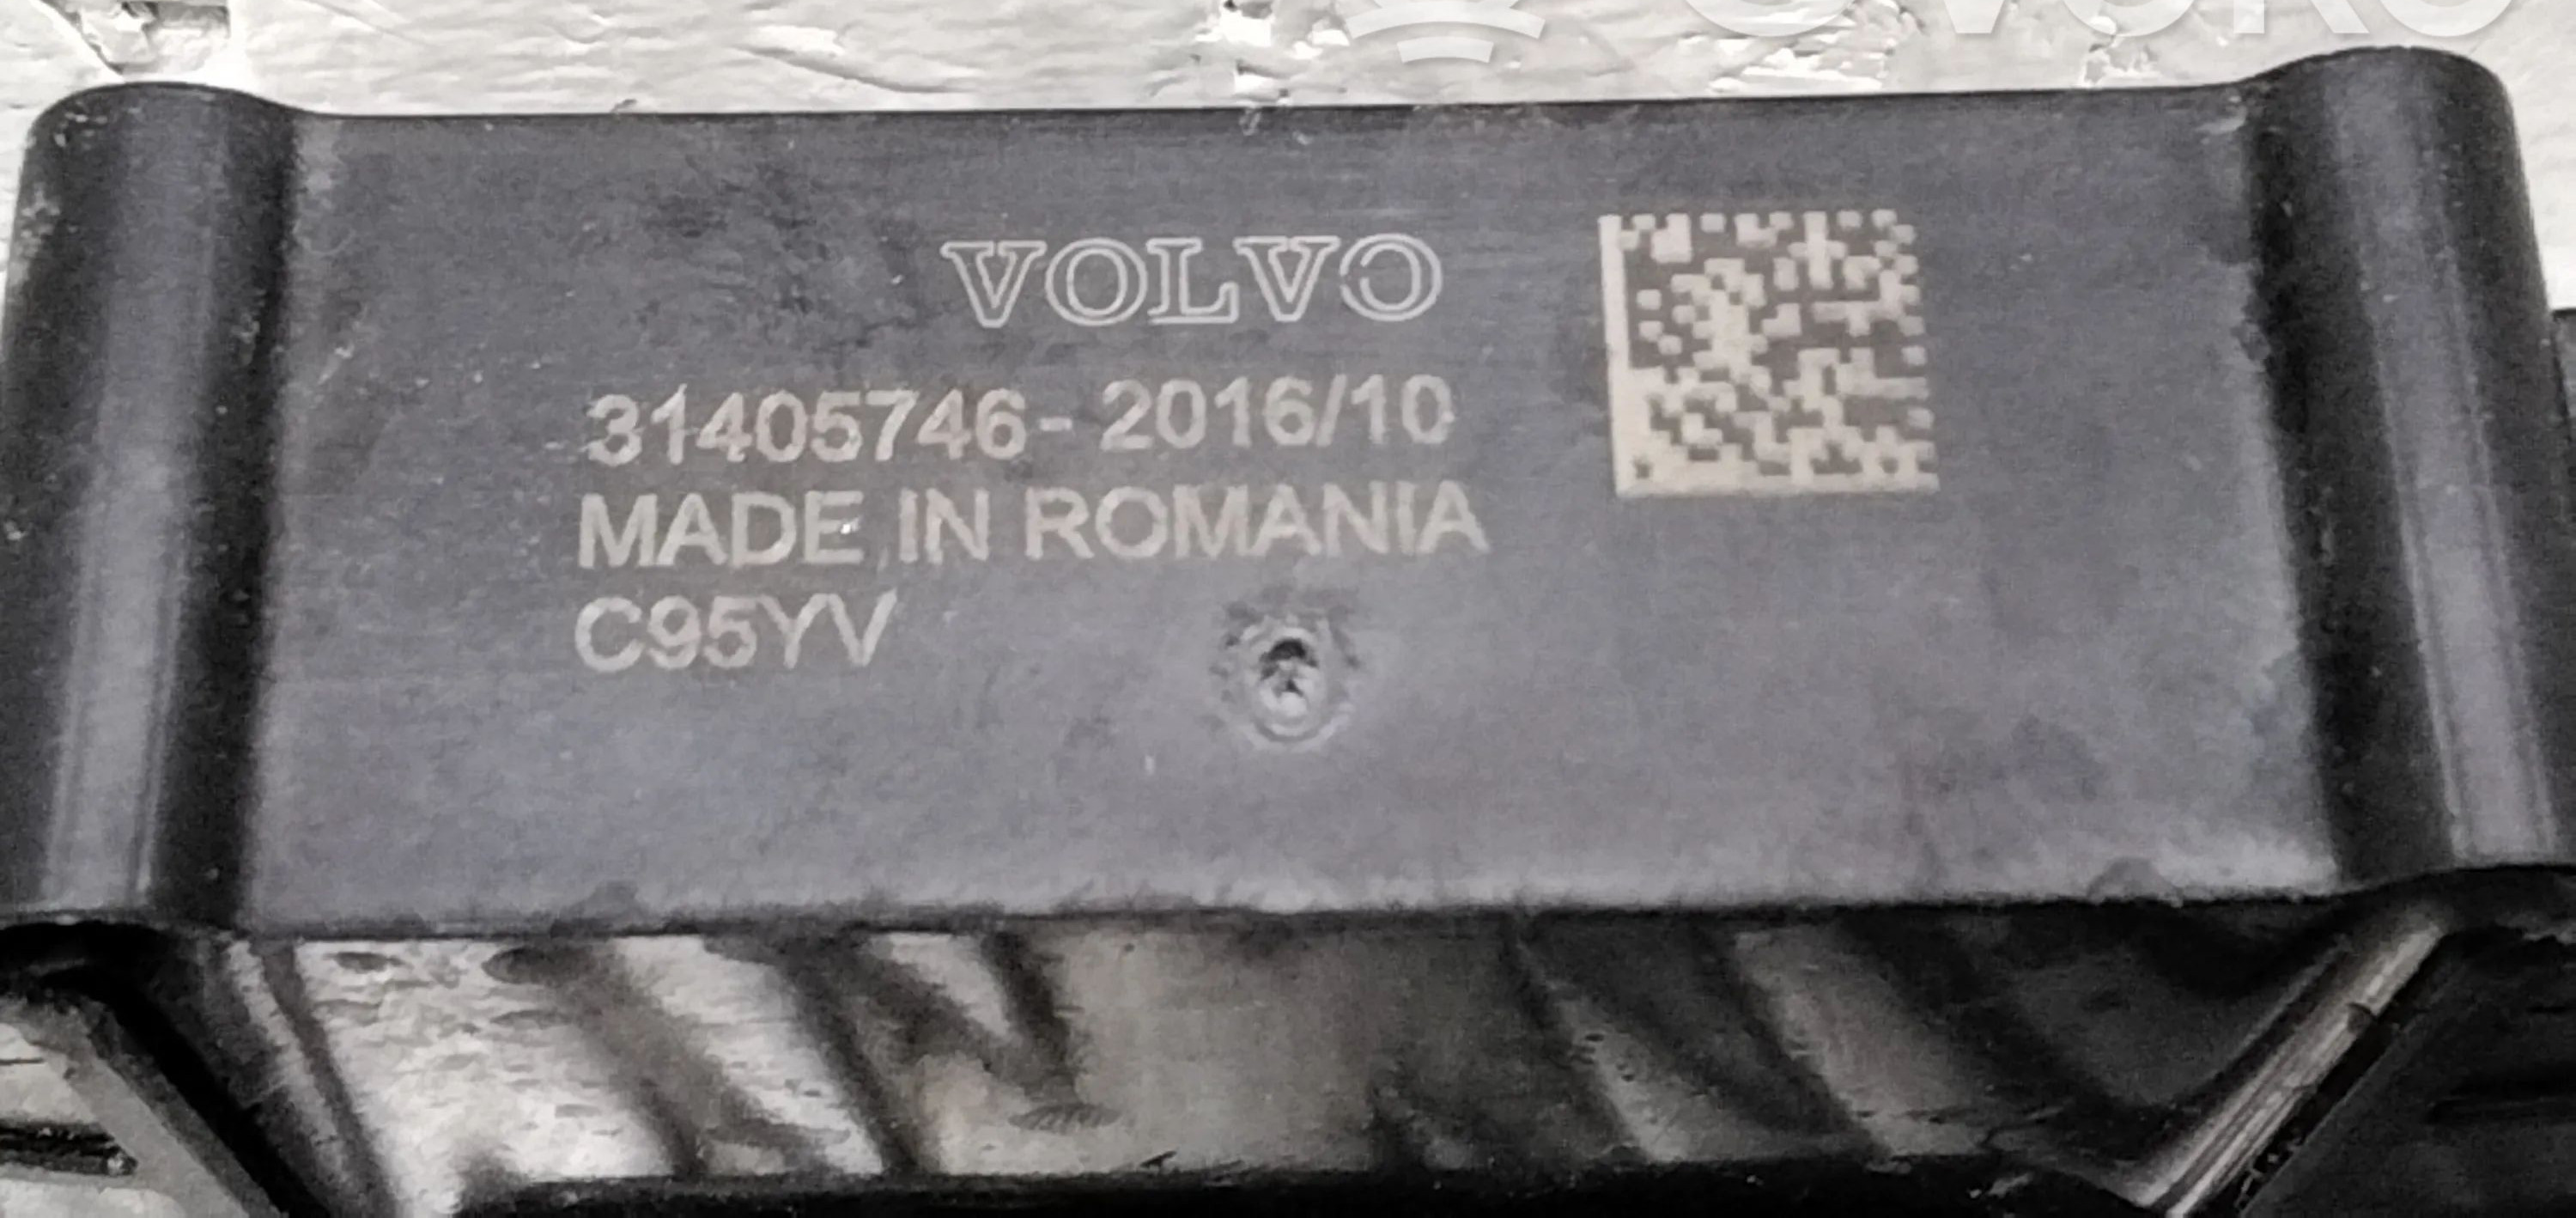 VOLVO
31405746- 2016/10
MADE IN ROMANIA
C95YV